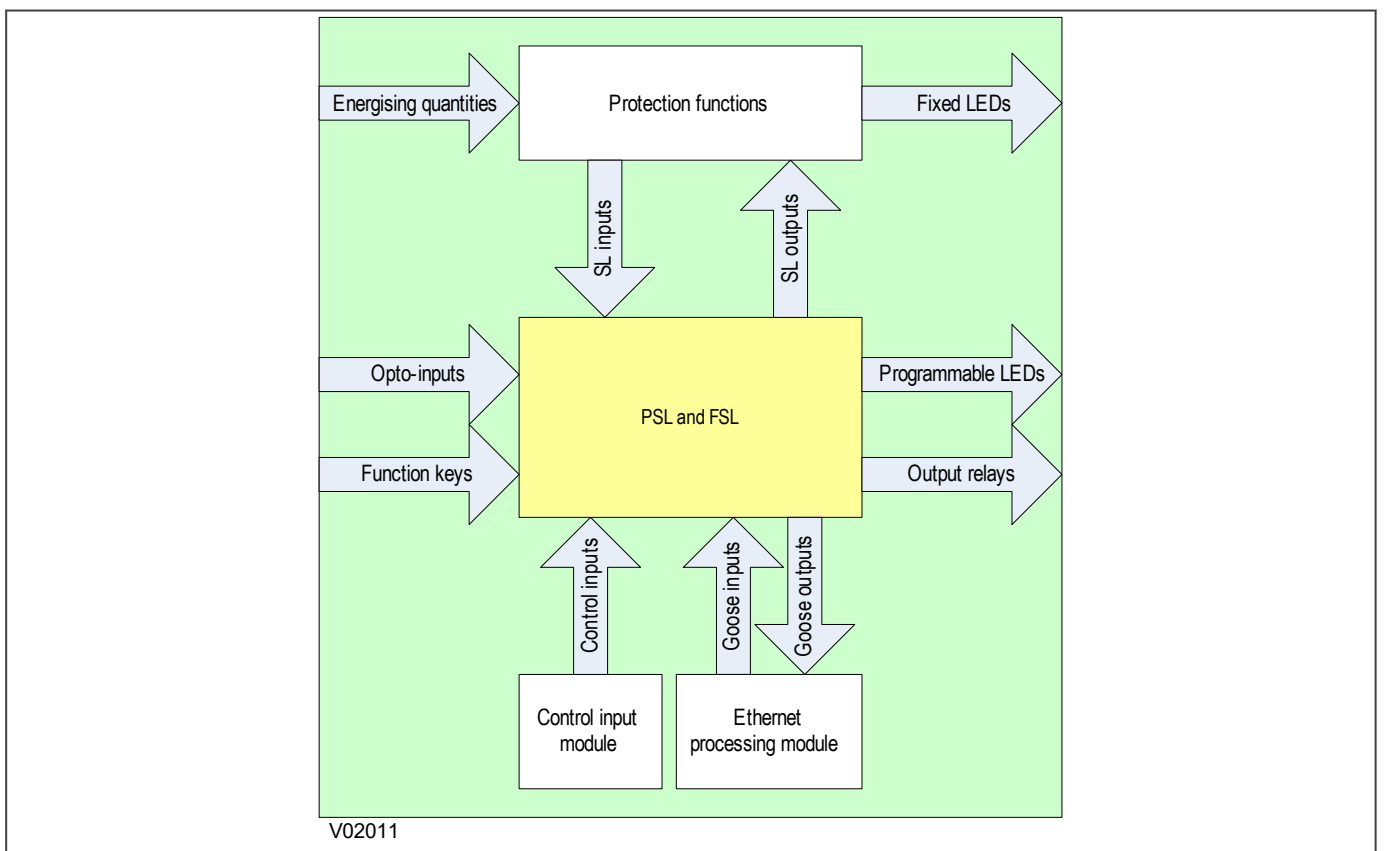 Energising quantities
Protection functions
Fixed LEDs
SL inputs
SL outputs
Opto-inputs
PSL and FSL
Programmable LEDs
Function keys
Output relays
Control inputs
Goose inputs
Goose outputs
Control input
module
Ethernet
processing module
V02011